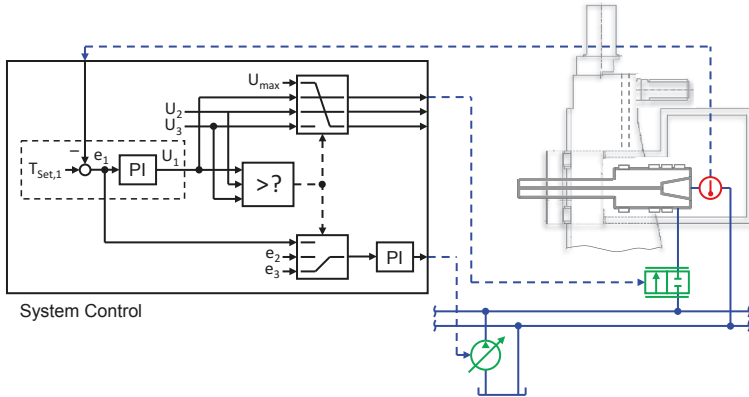 U_max
U_2
U_3
− e_1 U_1
T_Set,1 PI
>?
e_2
e_3
PI
System Control